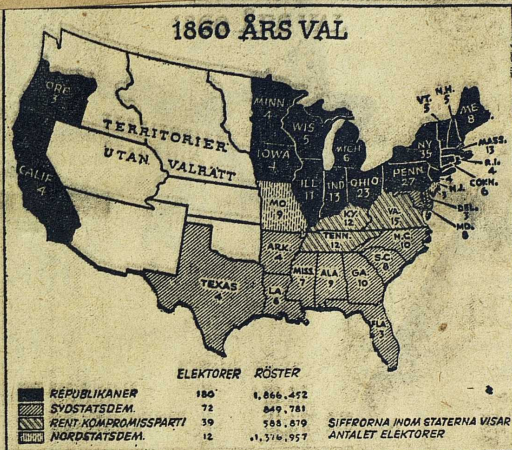 1860 ÅRS VAL
TERRITORIER
UTAN VALRÄTT
ORE.
3
CALIF.
4
MINN
4
WIS
5
MICH
6
IOWA
4
ILL
11
IND
13
OHIO
23
PENN.
27
NY
35
VT.
5
N.H.
5
ME
8
MASS.
13
R.I.
4
CONN.
6
N.J.
DEL.
3
MD.
8
MO
9
KY.
12
VA.
15
TENN.
12
N.C.
10
S.C.
8
ARK.
4
MISS.
7
ALA.
9
GA.
10
LA.
6
TEXAS
4
FLA.
3
ELEKTORER RÖSTER
REPUBLIKANER 180 1,866,452
SYDSTATSDEM. 72 849,781
RENT KOMPROMISSPARTI 39 588,879
NORDSTATSDEM. 12 1,376,957
SIFFRORNA INOM STATERNA VISAR
ANTALET ELEKTORER